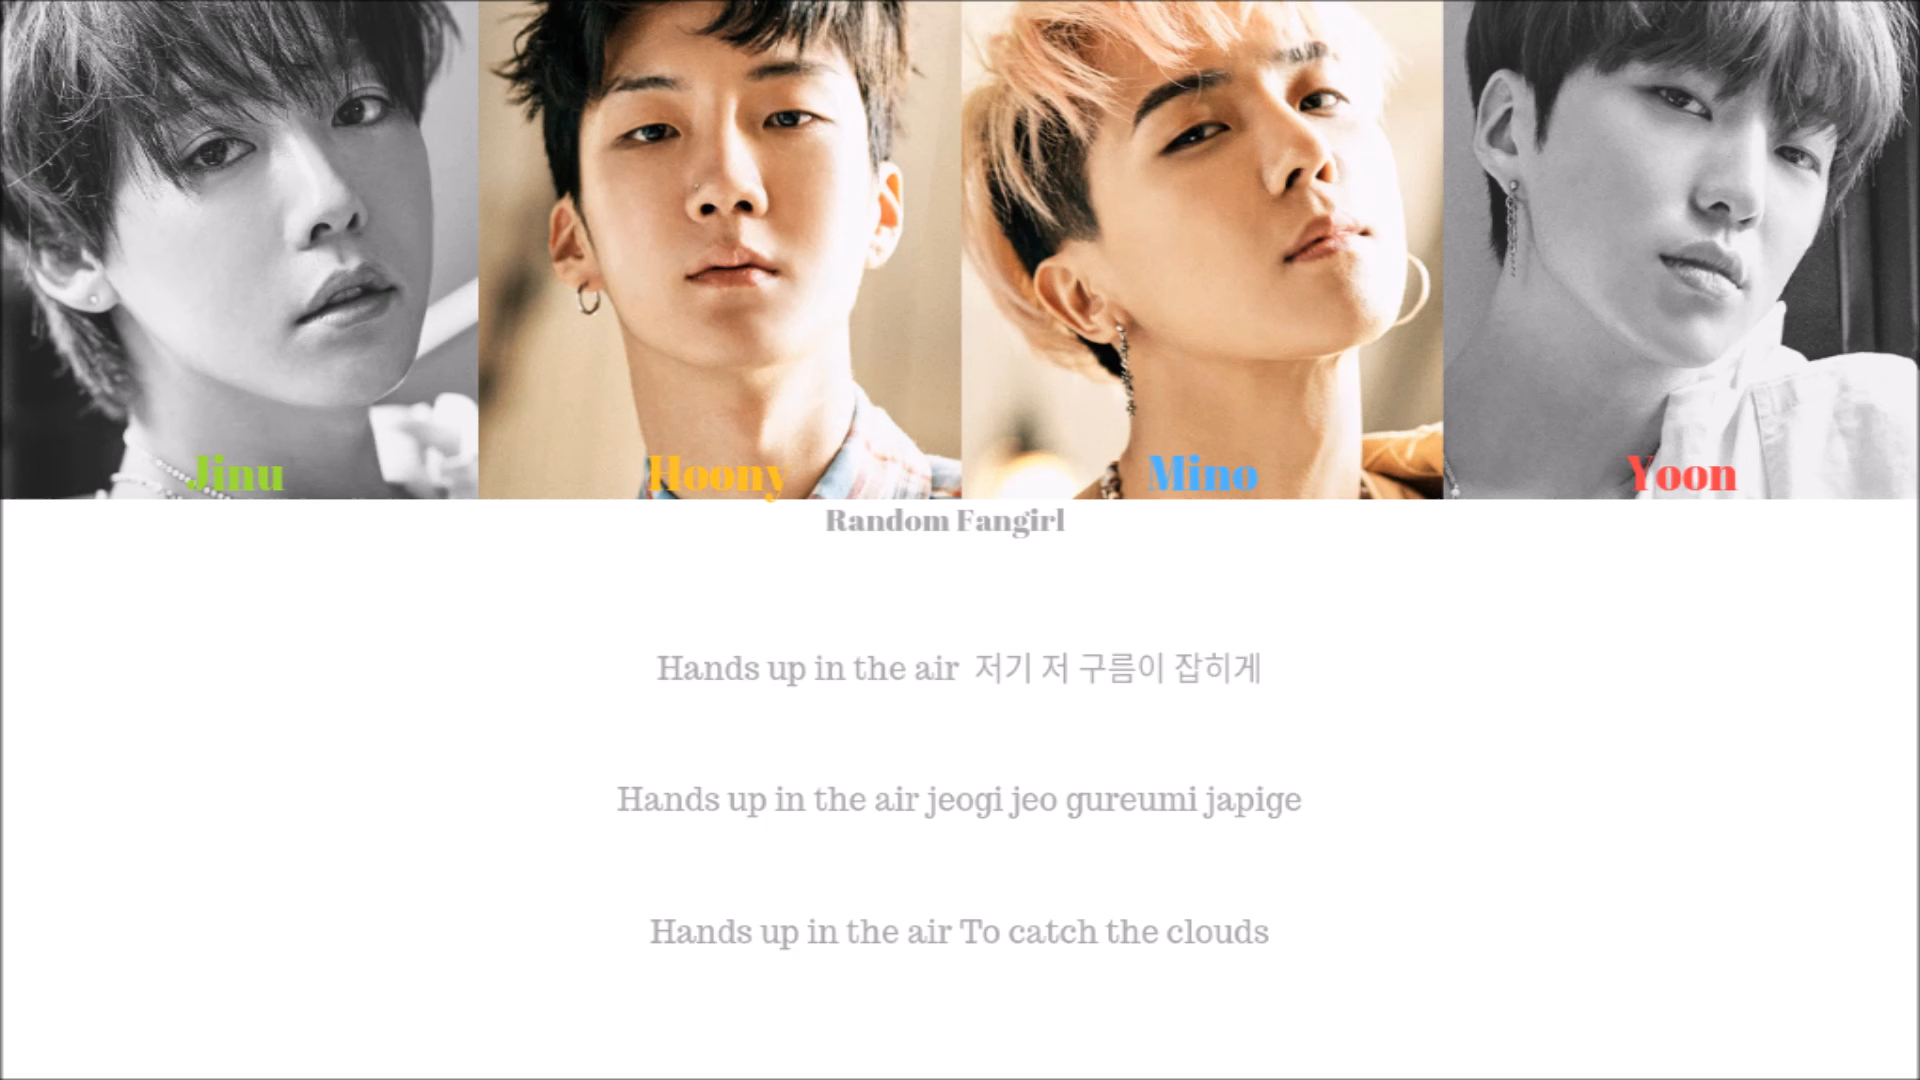 Jinu Hoony Mino Yoon
Random Fangirl
Hands up in the air 저기 저 구름이 잡히게
Hands up in the air jeogi jeo gureumi japige
Hands up in the air To catch the clouds